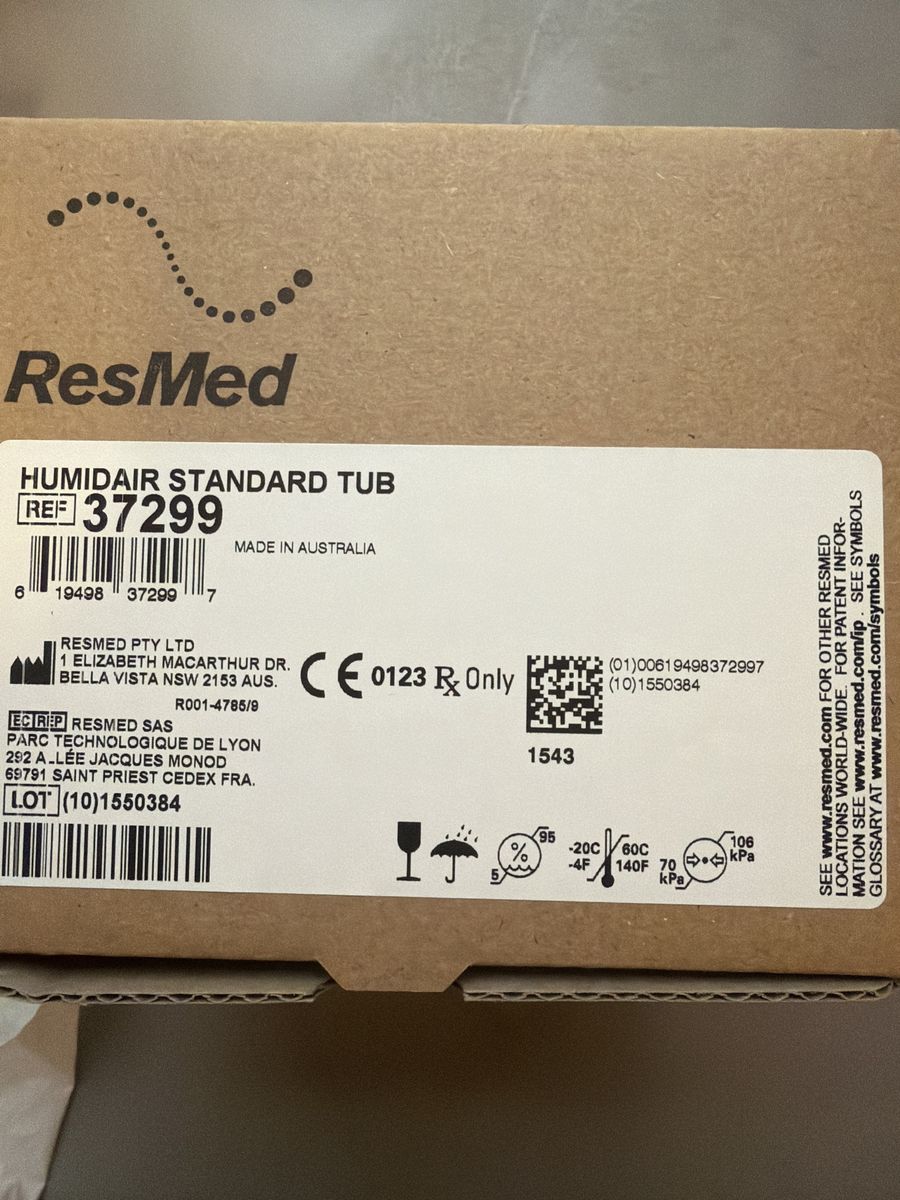 ResMed
HUMIDAIR STANDARD TUB
REF 37299
MADE IN AUSTRALIA
6 19498 37299 7
RESMED PTY LTD
1 ELIZABETH MACARTHUR DR.
BELLA VISTA NSW 2153 AUS.
R001-4785/9
CE 0123 Rx Only
(01)00619498372997
(10)1550384
1543
EC REP RESMED SAS
PARC TECHNOLOGIQUE DE LYON
292 ALLÉE JACQUES MONOD
69791 SAINT PRIEST CEDEX FRA.
LOT (10)1550384
% 95
5
-20C
-4F
60C
140F
70
kPa
106
kPa
SEE www.resmed.com FOR OTHER RESMED
LOCATIONS WORLD-WIDE. FOR PATENT INFOR-
MATION SEE www.resmed.com/ip . SEE SYMBOLS
GLOSSARY AT www.resmed.com/symbols